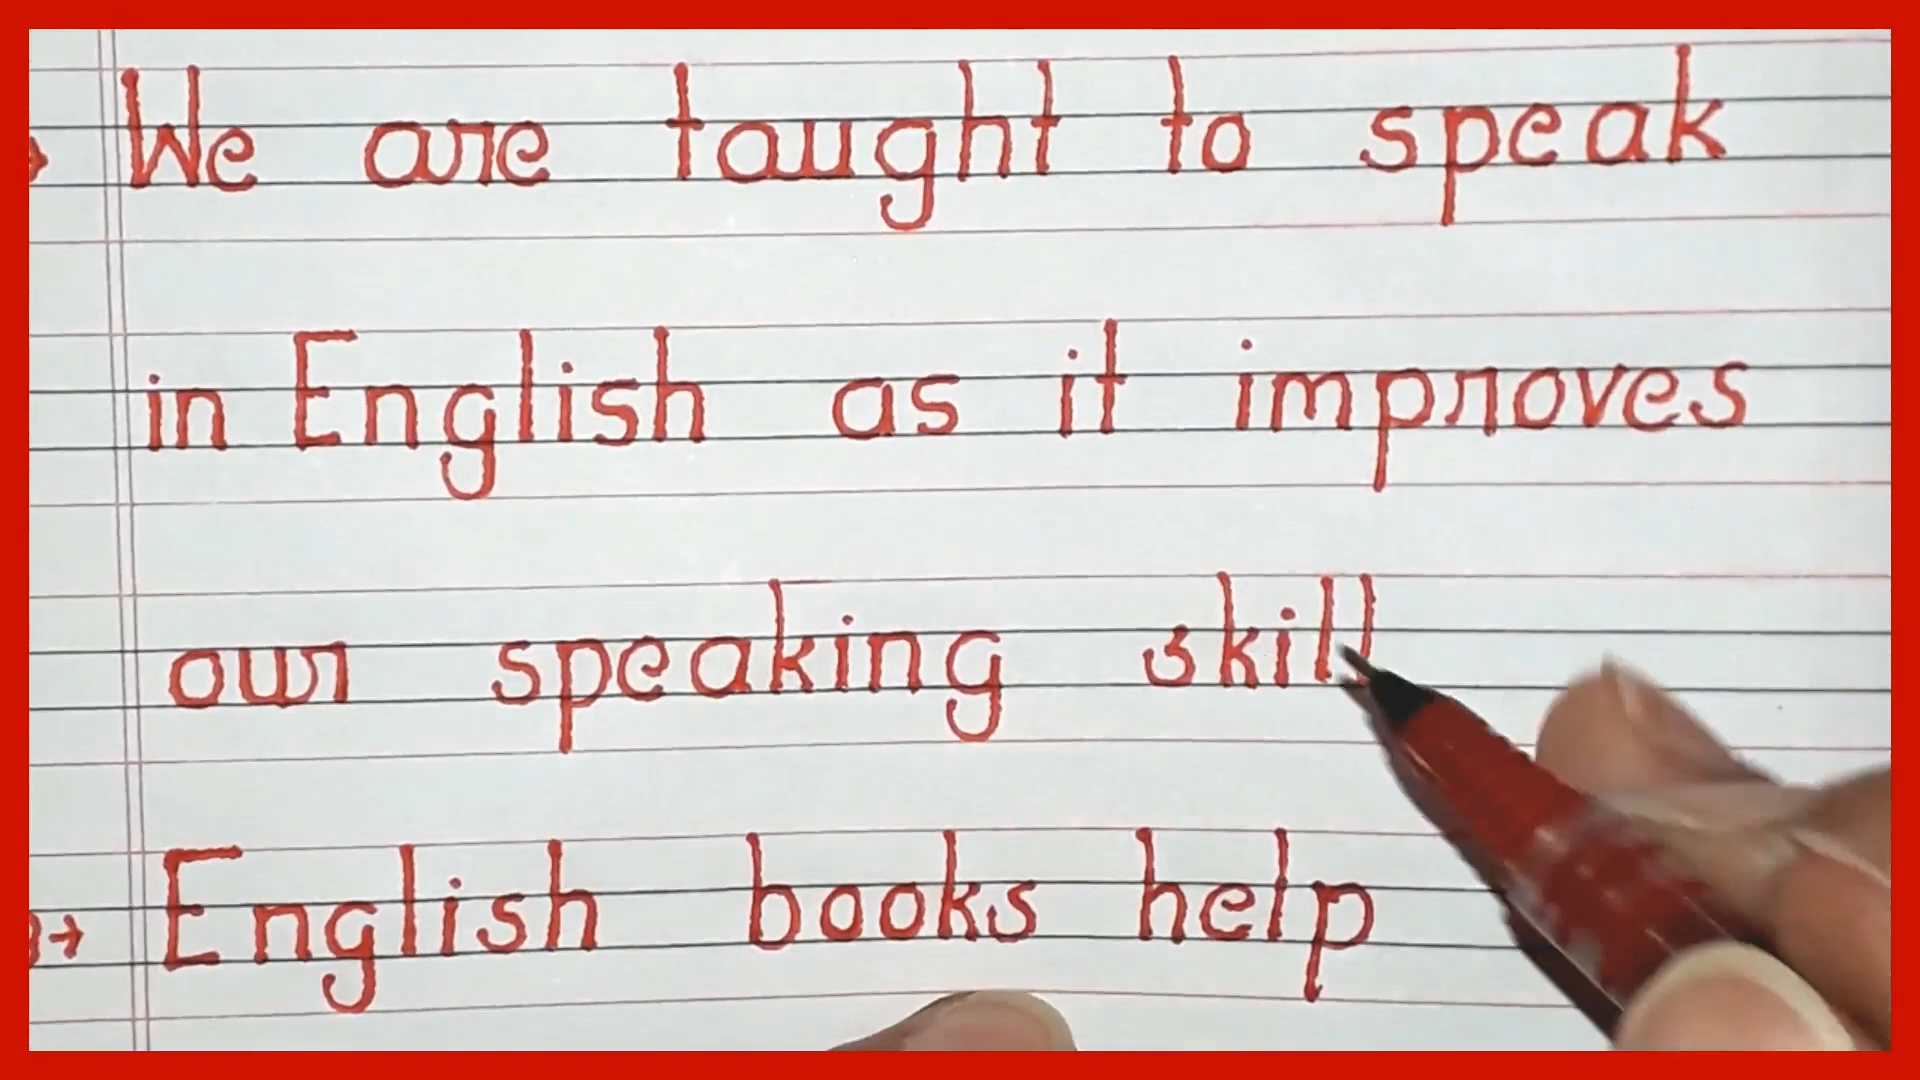 We are taught to speak
in English as it improves
our speaking skill
→ English books help